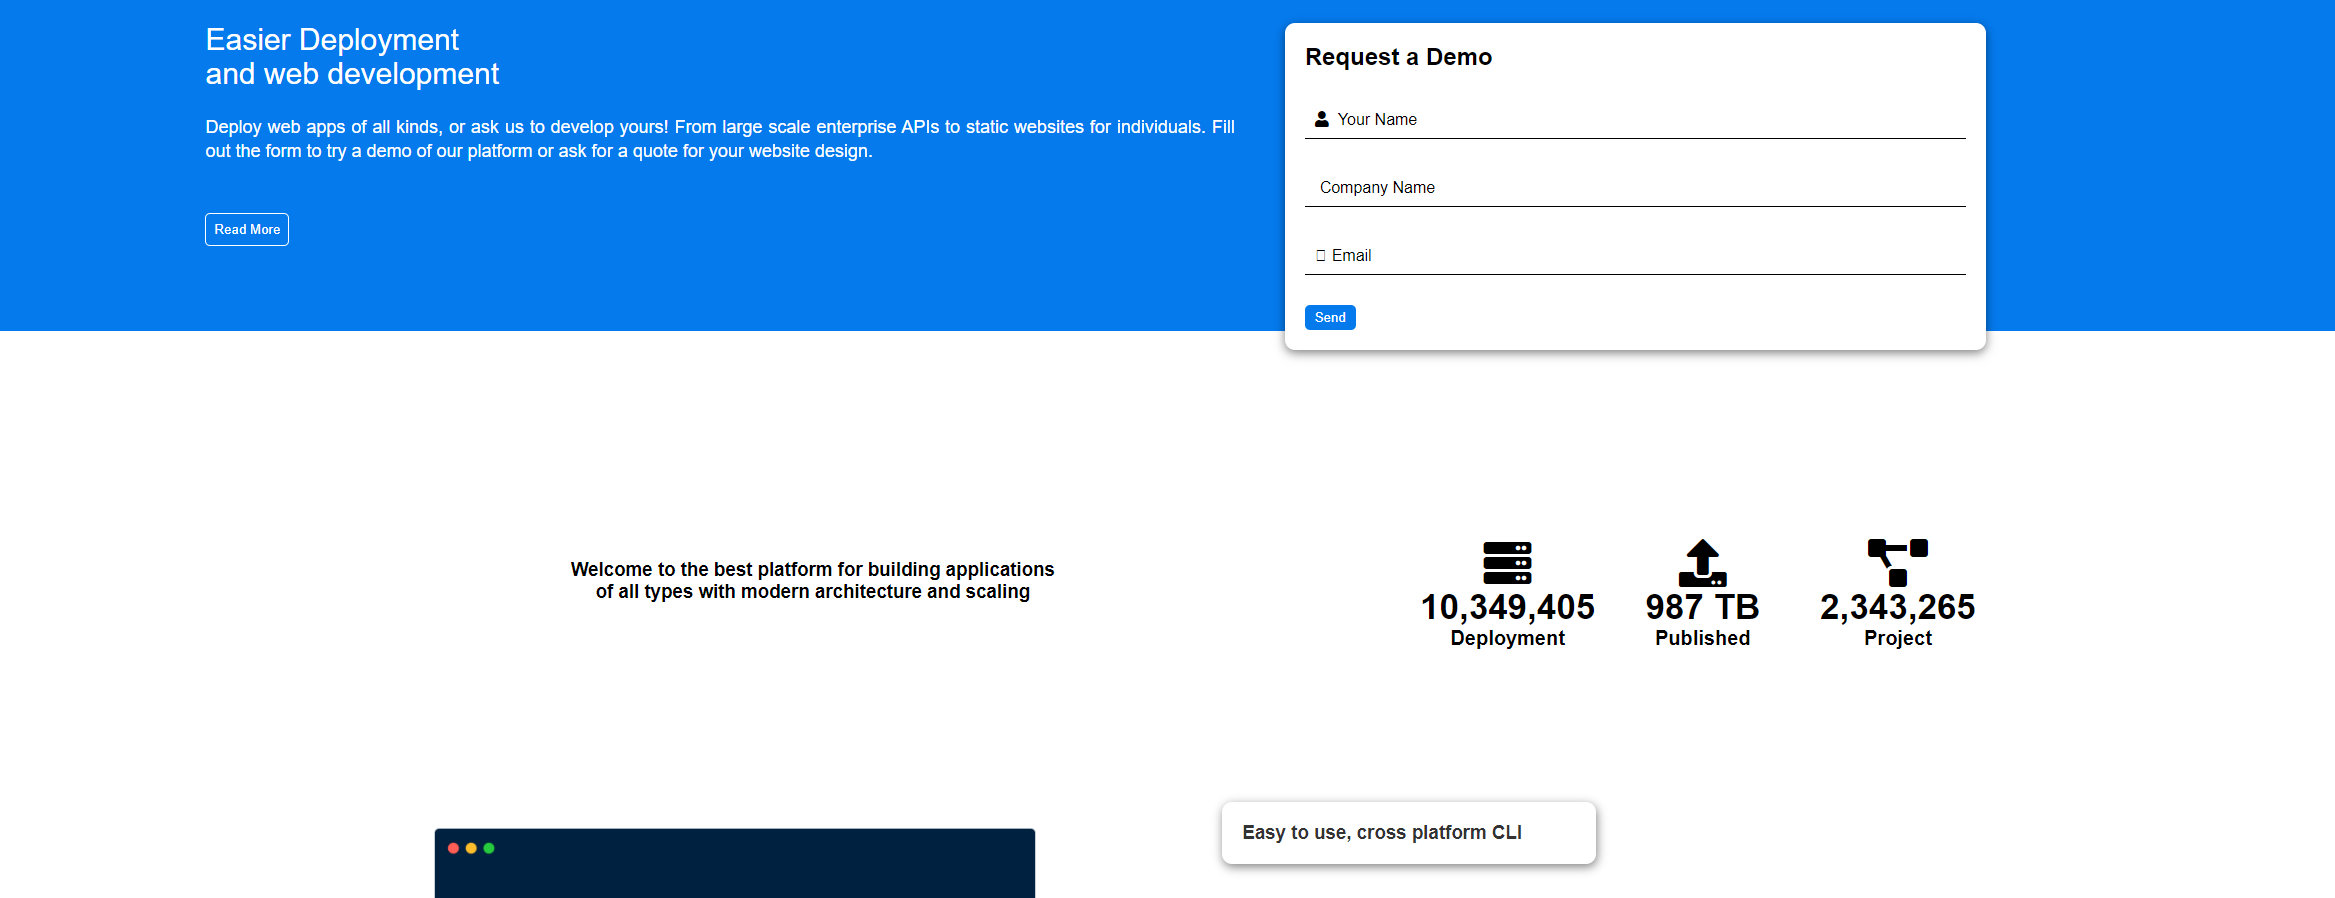 Easier Deployment
and web development
Deploy web apps of all kinds, or ask us to develop yours! From large scale enterprise APIs to static websites for individuals. Fill
out the form to try a demo of our platform or ask for a quote for your website design.
Read More
Request a Demo
Your Name
Company Name
Email
Send
Welcome to the best platform for building applications
of all types with modern architecture and scaling
10,349,405
Deployment
987 TB
Published
2,343,265
Project
Easy to use, cross platform CLI